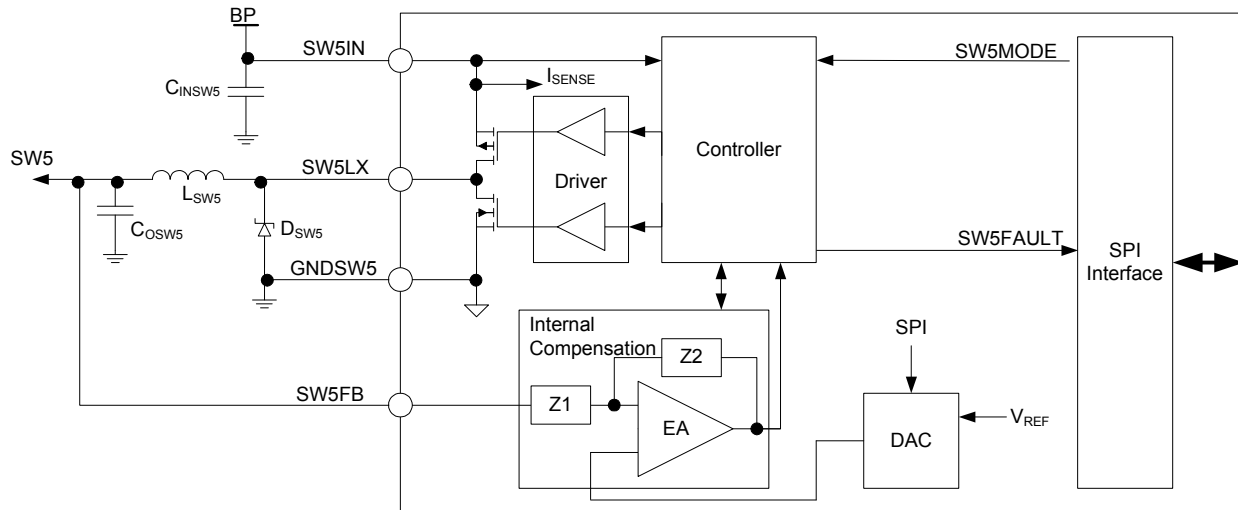 BP
SW5IN
SW5MODE
CINSW5
ISENSE
Controller
SW5
SW5LX
Driver
LSW5
COSW5
DSW5
GNDSW5
SW5FAULT
SPI
Interface
Internal
Compensation
Z2
SPI
SW5FB
Z1
EA
DAC
VREF